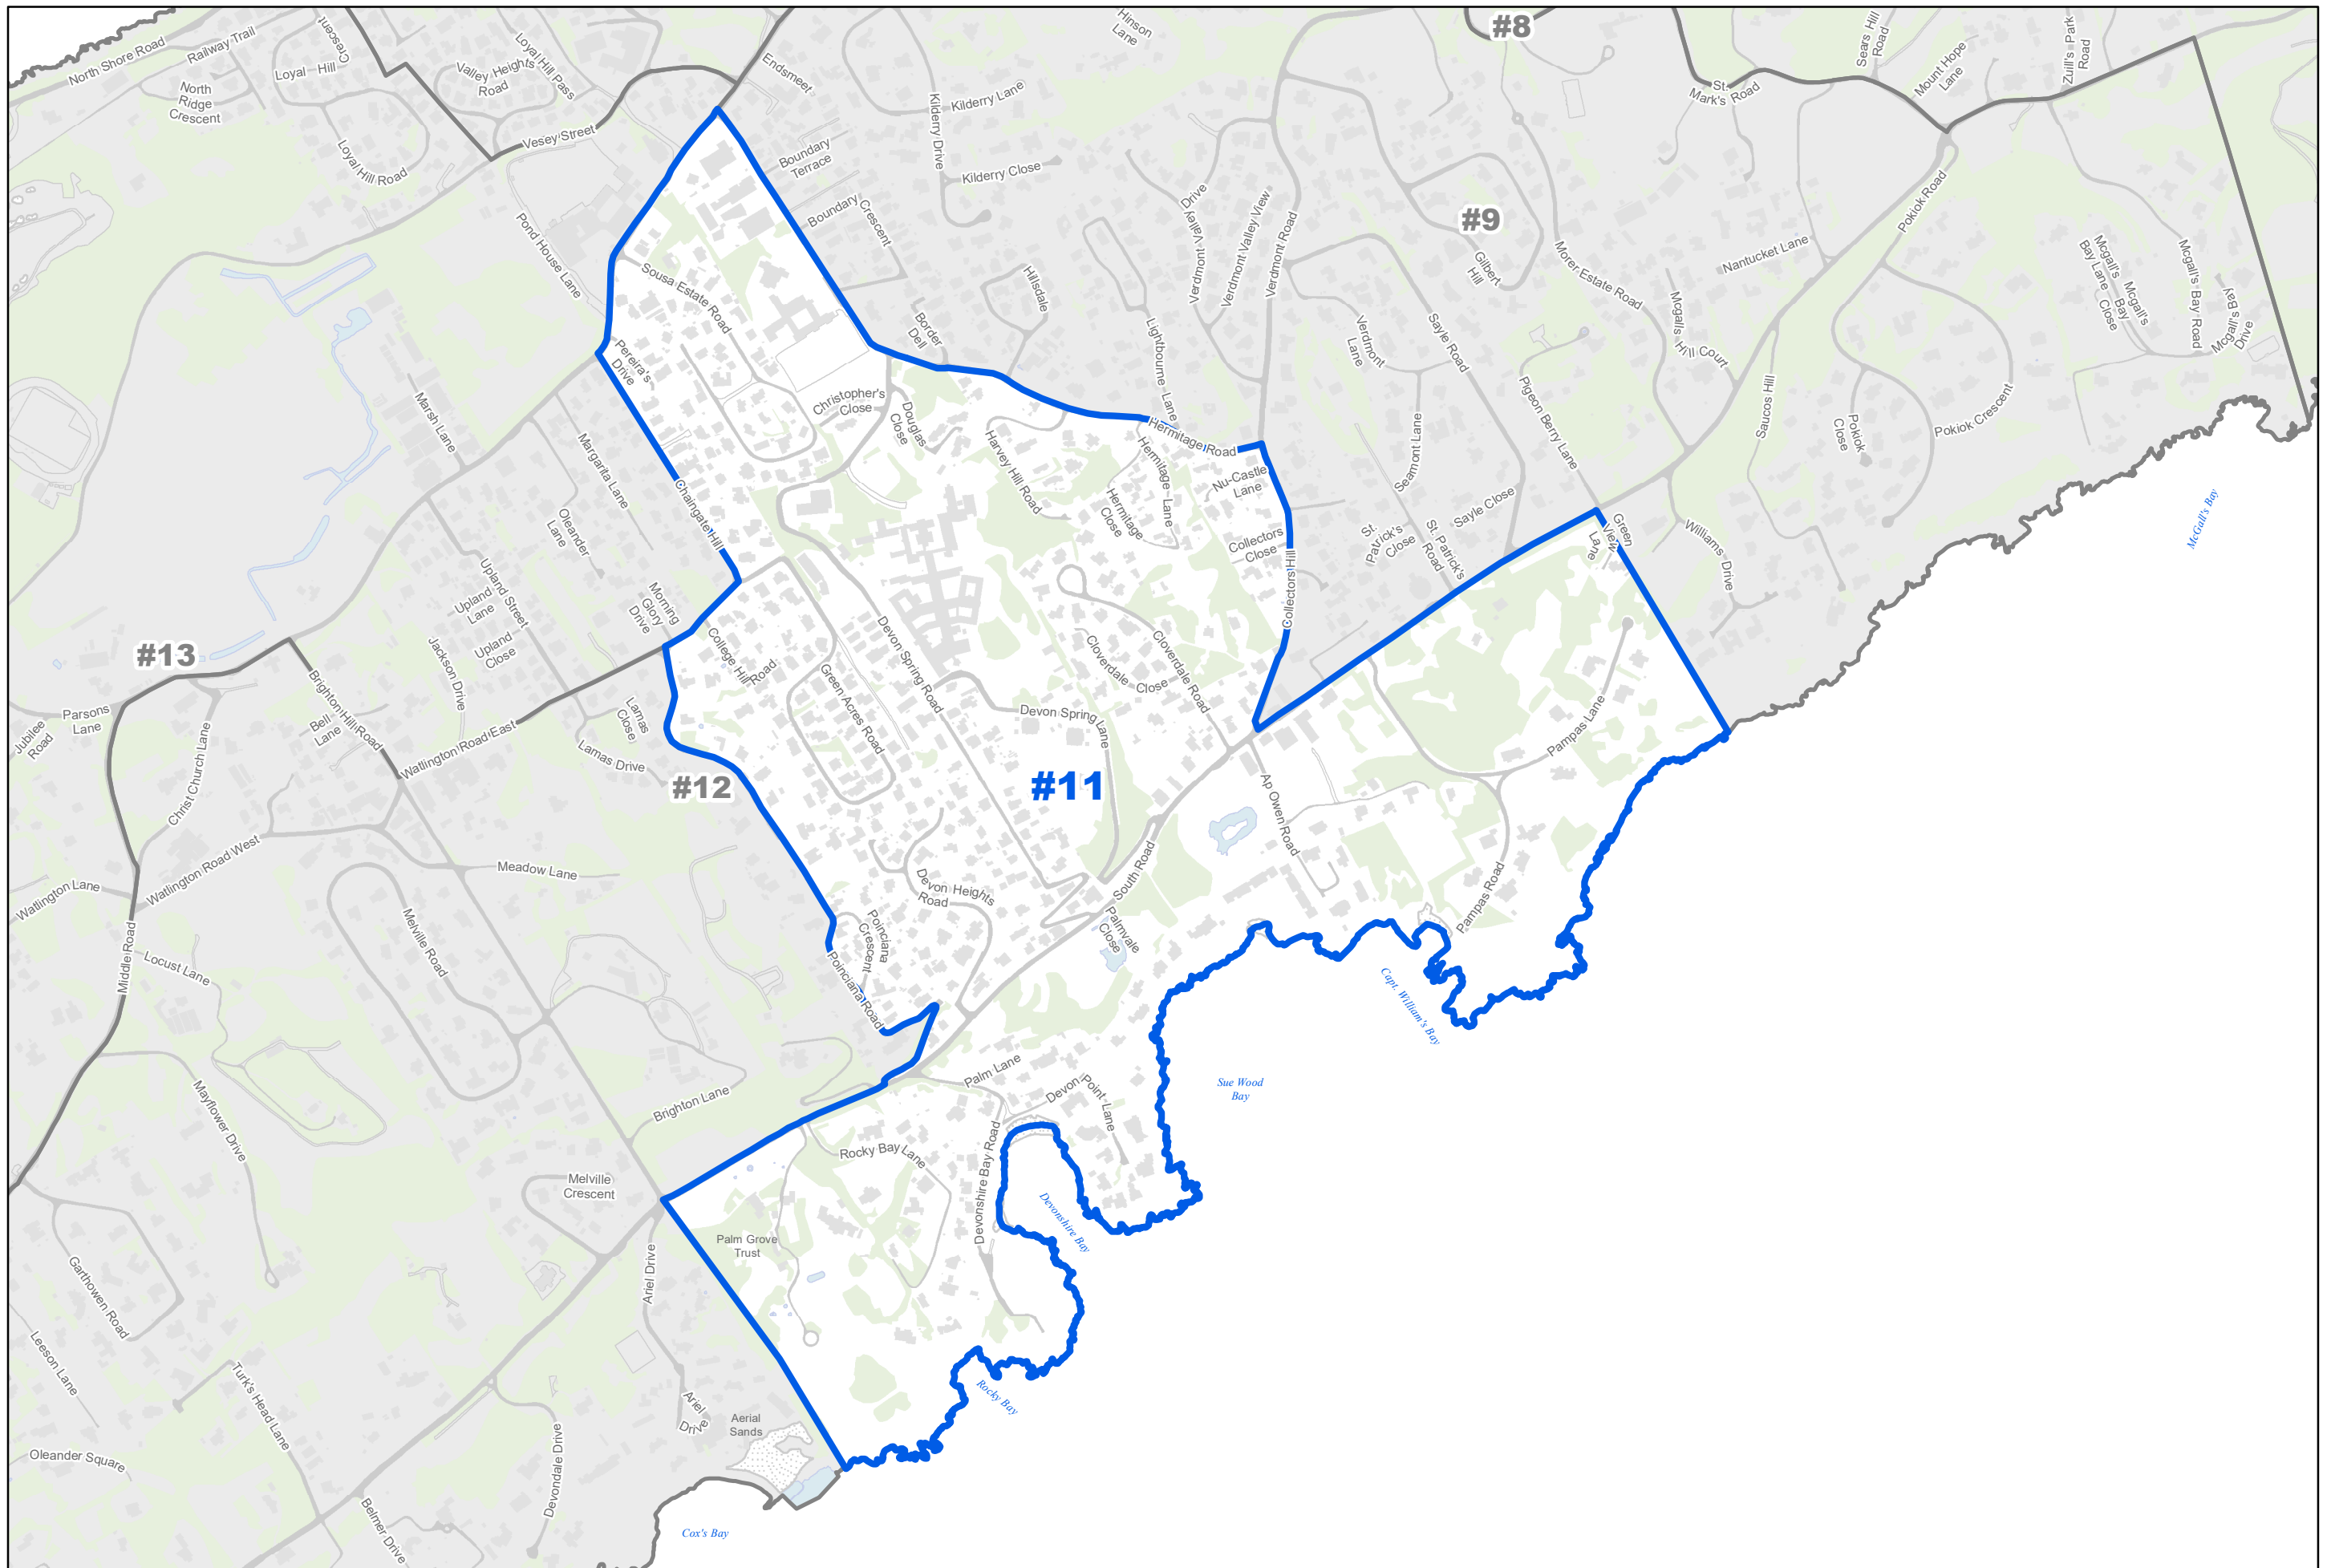 #8
Hinson
Lane
Sears Hill
Road
Zuill's Park
Road
Mount Hope
Lane
St.
Mark's Road
North Shore Road
Railway Trail
Loyal Hill
Crescent
Loyal Hill Pass
Valley Heights
Road
North
Ridge
Crescent
Loyal Hill Road
Vesey Street
Endsmeet
Kilderry Lane
Kilderry Drive
Kilderry Close
Boundary
Terrace
Boundary
Crescent
Pond House Lane
Sousa Estate Road
Pereira's
Drive
Hillsdale
Border
Dell
Verdmont Valley
Drive
Verdmont Valley View
Verdmont Road
#9
Gilbert
Hill
Morer Estate Road
Nantucket Lane
Pokiok Road
Mcgalls
Hill Court
Mcgall's
Bay Lane
Mcgall's
Bay
Close
Mcgall's Bay Road
Mcgall's Bay
Drive
Lightbourne Lane
Verdmont
Lane
Sayle Road
Pigeon Berry Lane
Saucos Hill
Pokiok
Close
Pokiok Crescent
Marsh Lane
Margarita Lane
Christopher's
Close
Douglas
Close
Harvey Hill Road
Hermitage Road
Hermitage Lane
Hermitage
Close
Nu-Castle
Lane
Seamont Lane
Chaingate Hill
Oleander
Lane
Collectors
Close
Collectors Hill
St.
Patrick's
Close
St. Patrick's
Road
Sayle Close
Green
View
Lane
Williams Drive
McGall's Bay
Upland Street
Upland
Lane
Upland
Close
Morning
Glory
Drive
Jackson Drive
College Hill
Road
Devon Spring Road
Green Acres Road
Cloverdale Road
Cloverdale Close
#13
Parsons
Lane
Jubilee
Road
Brighton Hill Road
Bell
Lane
Christ Church Lane
Watlington Road East
Lamas
Close
Lamas Drive
#12
Devon Spring Lane
#11
Pampas Lane
Ap Owen Road
South Road
Watlington Road West
Watlington Lane
Meadow Lane
Melville Road
Devon Heights
Road
Poinciana
Crescent
Poinciana Road
Palmvale
Close
Pampas Road
Middle Road
Locust Lane
Capt. William's Bay
Sue Wood
Bay
Mayflower Drive
Brighton Lane
Palm Lane
Devon
Point Lane
Rocky Bay Lane
Devonshire Bay Road
Devonshire Bay
Melville
Crescent
Palm Grove
Trust
Ariel Drive
Garthowen Road
Leeson Lane
Turk's Head Lane
Ariel
Drive
Aerial
Sands
Rocky Bay
Oleander Square
Devondale Drive
Belmer Drive
Cox's Bay